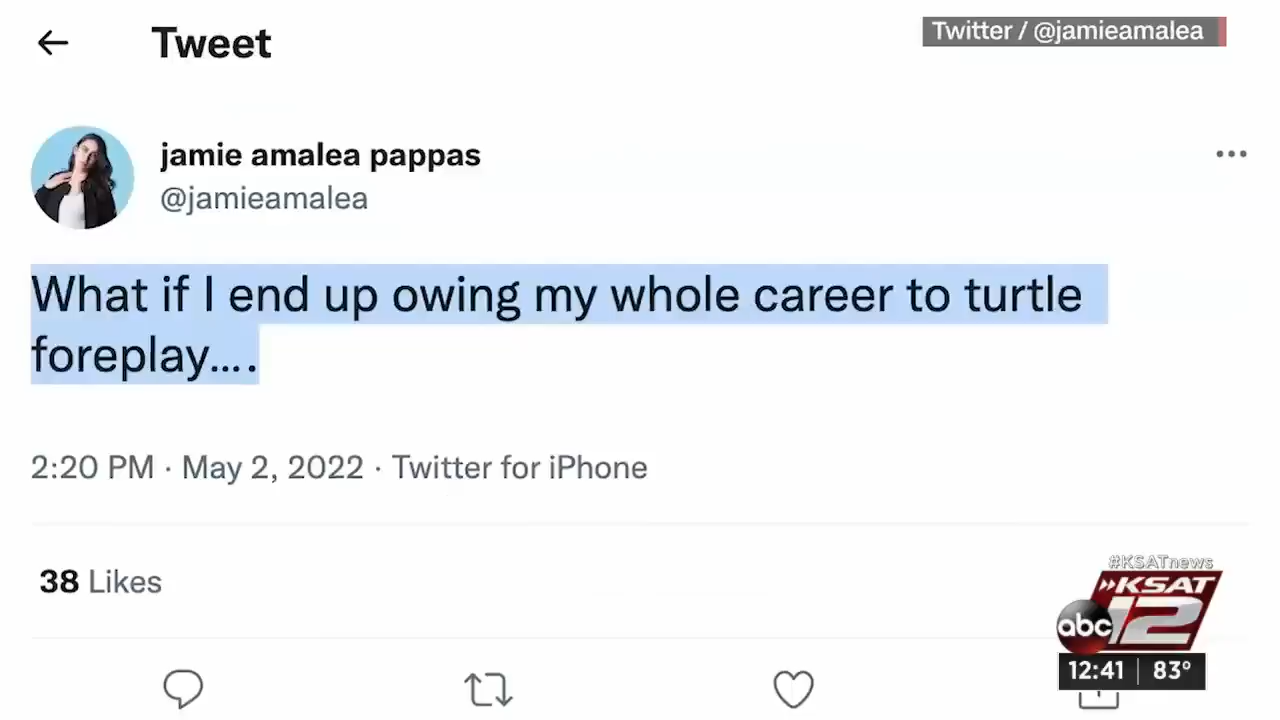 Tweet
Twitter / @jamieamalea
jamie amalea pappas
@jamieamalea
What if I end up owing my whole career to turtle
foreplay....
2:20 PM · May 2, 2022 · Twitter for iPhone
38 Likes
#KSATnews
KSAT
abc 12
12:41 | 83°